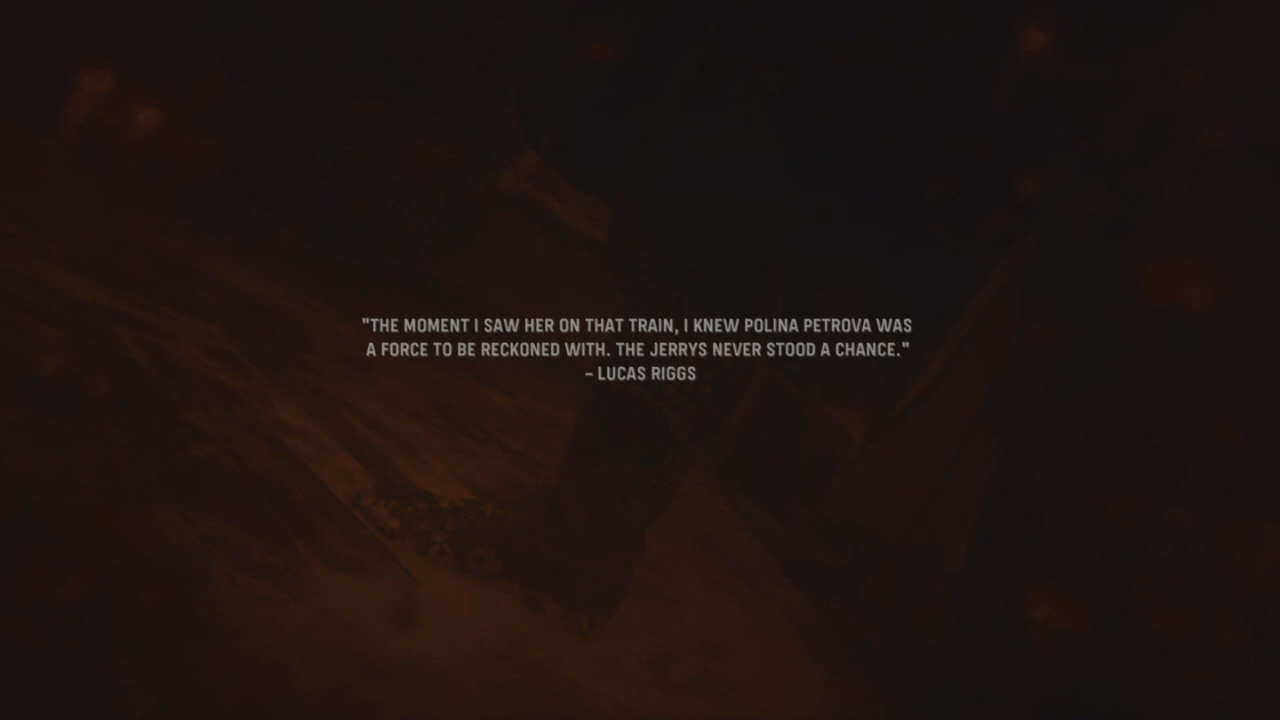 "THE MOMENT I SAW HER ON THAT TRAIN, I KNEW POLINA PETROVA WAS
A FORCE TO BE RECKONED WITH. THE JERRYS NEVER STOOD A CHANCE."
– LUCAS RIGGS